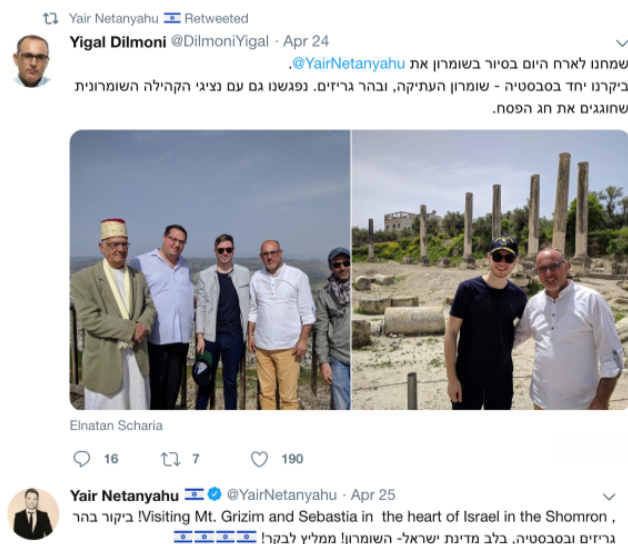 Yair Netanyahu 🇮🇱 Retweeted
Yigal Dilmoni @DilmoniYigal · Apr 24
שמחנו לארח היום בסיור בשומרון את @YairNetanyahu.
ביקרנו יחד בסבסטיה - שומרון העתיקה, ובהר גריזים. נפגשנו גם עם נציגי הקהילה השומרונית
שחוגגים את חג הפסח.
Elnatan Scharia
16 7 190
Yair Netanyahu 🇮🇱 @YairNetanyahu · Apr 25
Visiting Mt. Grizim and Sebastia in the heart of Israel in the Shomron , !ביקור בהר
גריזים ובסבסטיה, בלב מדינת ישראל- השומרון! ממליץ לבקר! 🇮🇱🇮🇱🇮🇱🇮🇱